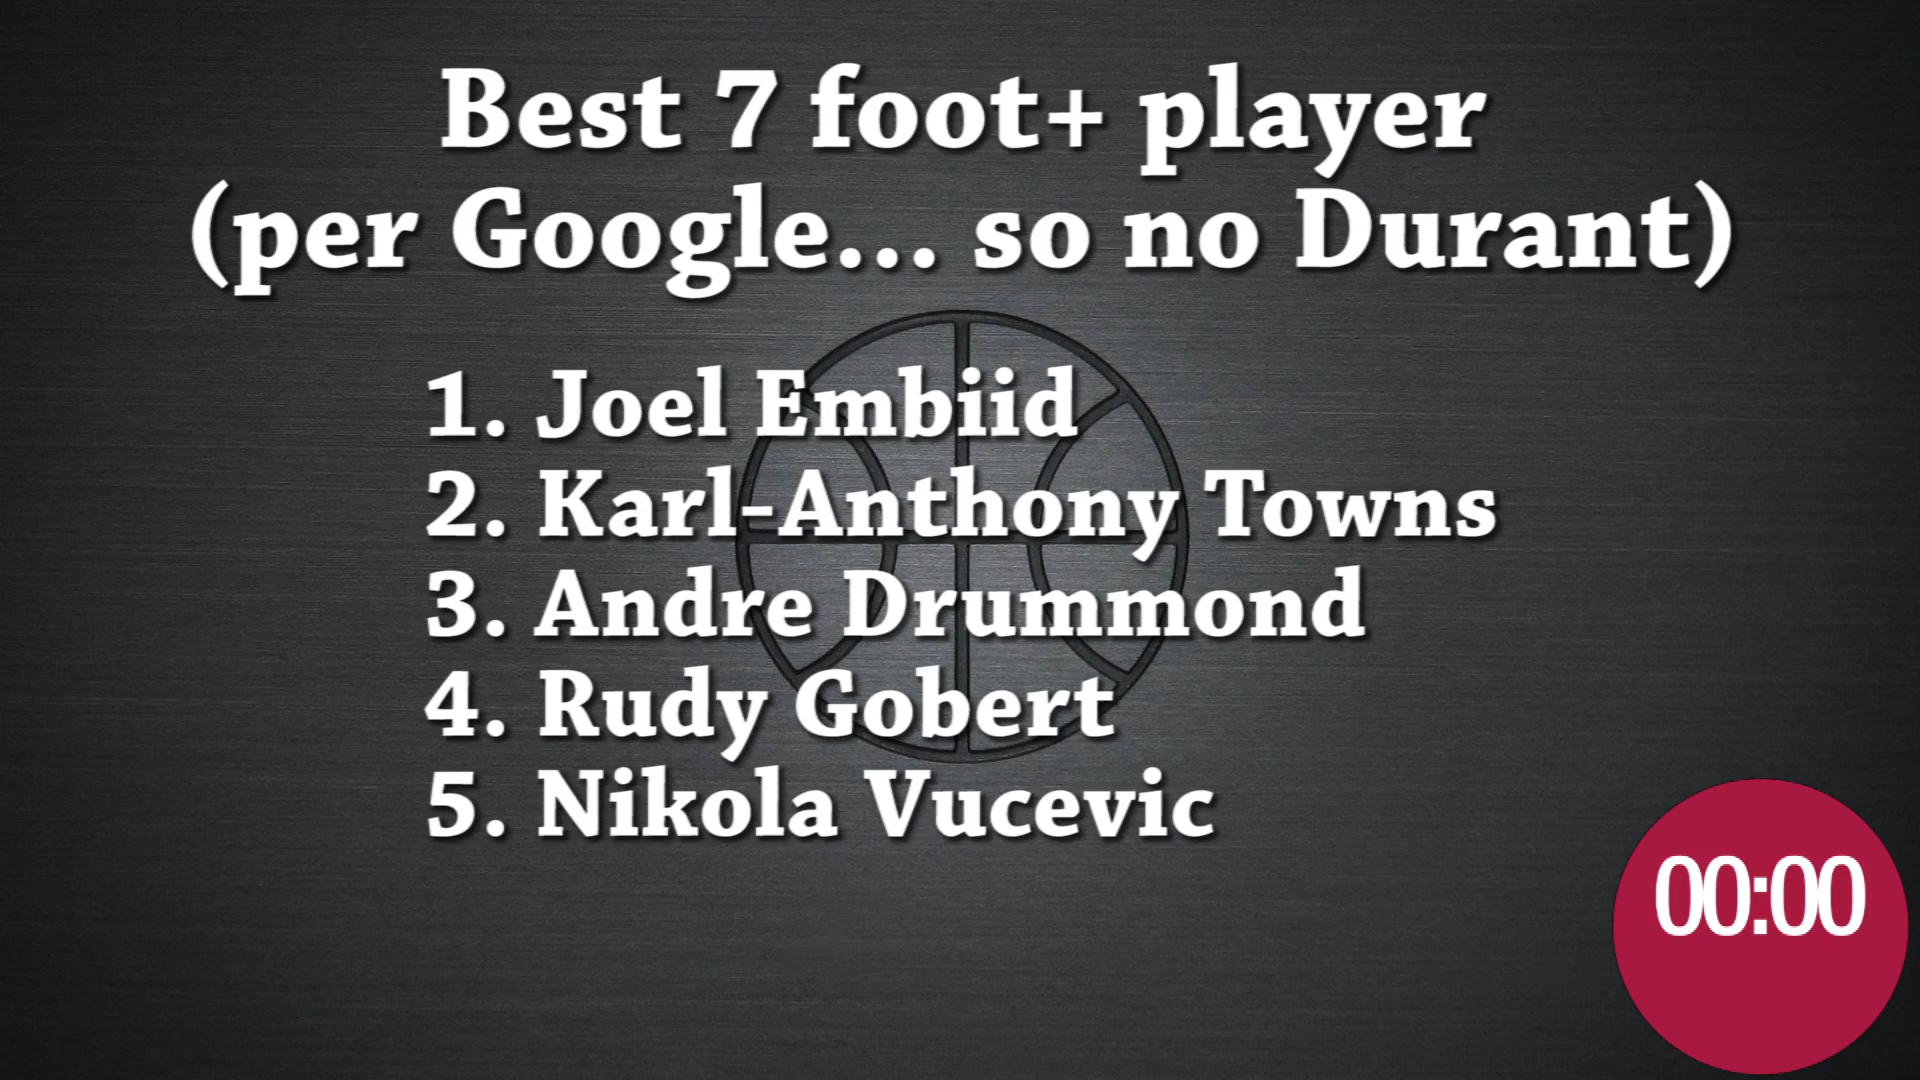 Best 7 foot+ player
(per Google... so no Durant)
1. Joel Embiid
2. Karl-Anthony Towns
3. Andre Drummond
4. Rudy Gobert
5. Nikola Vucevic
00:00